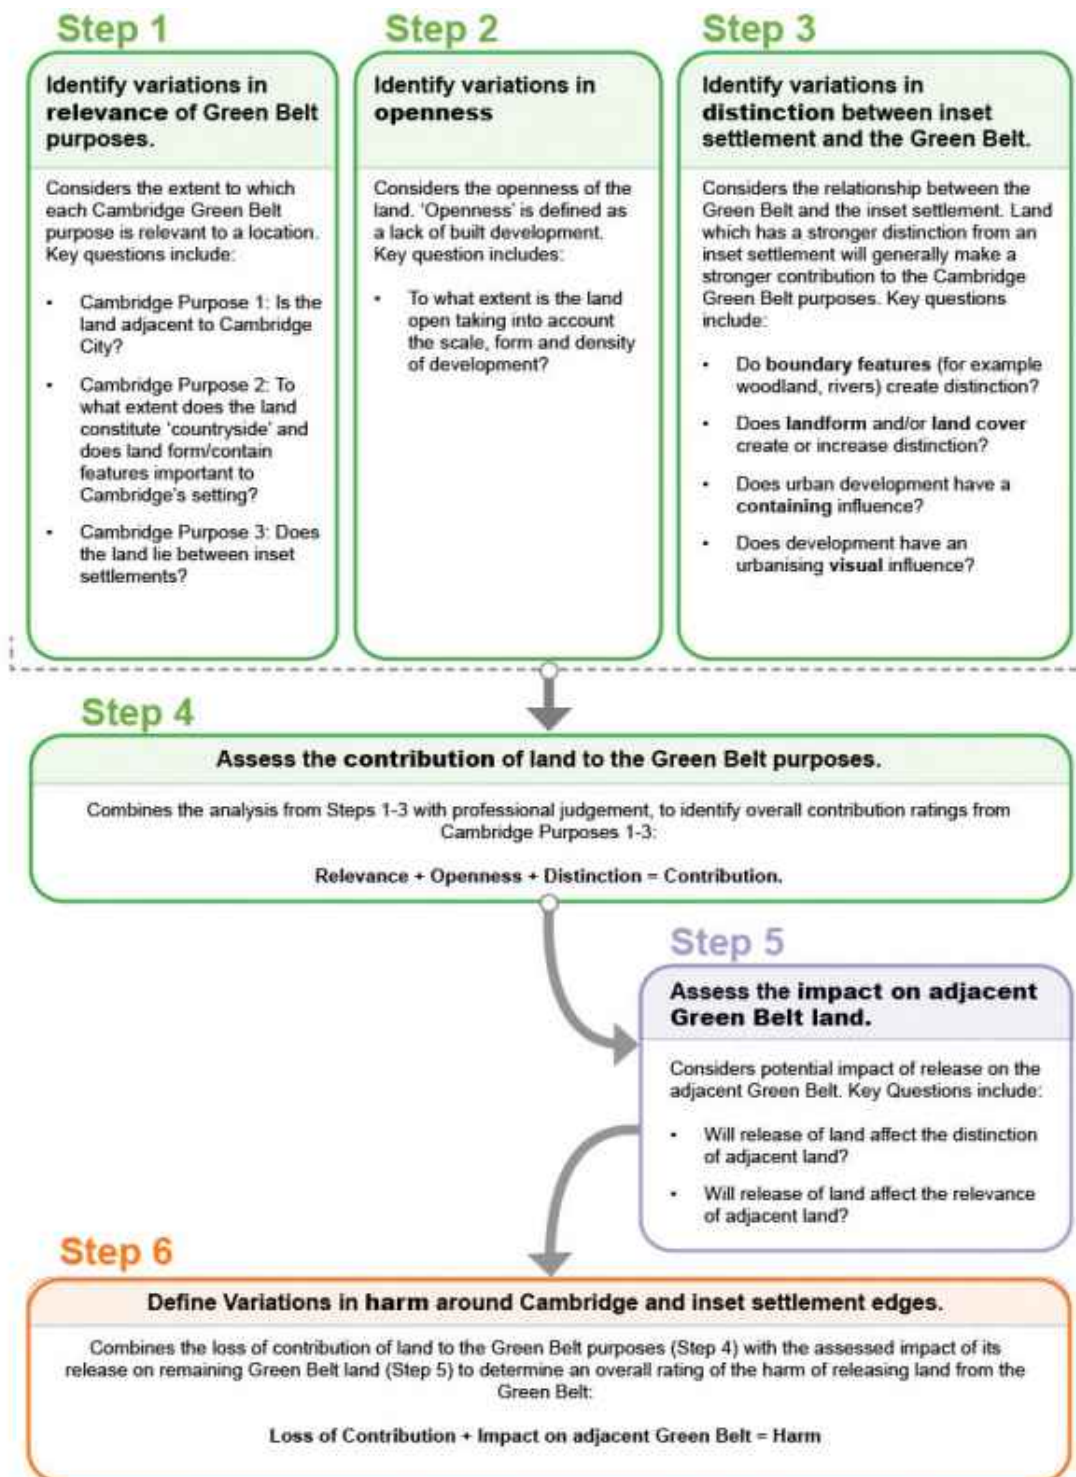 Step 1
Identify variations in
relevance of Green Belt
purposes.
Considers the extent to which
each Cambridge Green Belt
purpose is relevant to a location.
Key questions include:
• Cambridge Purpose 1: Is the
land adjacent to Cambridge
City?
• Cambridge Purpose 2: To
what extent does the land
constitute 'countryside' and
does land form/contain
features important to
Cambridge's setting?
• Cambridge Purpose 3: Does
the land lie between inset
settlements?
Step 2
Identify variations in
openness
Considers the openness of the
land. 'Openness' is defined as
a lack of built development.
Key question includes:
• To what extent is the land
open taking into account
the scale, form and density
of development?
Step 3
Identify variations in
distinction between inset
settlement and the Green Belt.
Considers the relationship between the
Green Belt and the inset settlement. Land
which has a stronger distinction from an
inset settlement will generally make a
stronger contribution to the Cambridge
Green Belt purposes. Key questions
include:
• Do boundary features (for example
woodland, rivers) create distinction?
• Does landform and/or land cover
create or increase distinction?
• Does urban development have a
containing influence?
• Does development have an
urbanising visual influence?
Step 4
Assess the contribution of land to the Green Belt purposes.
Combines the analysis from Steps 1-3 with professional judgement, to identify overall contribution ratings from
Cambridge Purposes 1-3:
Relevance + Openness + Distinction = Contribution.
Step 5
Assess the impact on adjacent
Green Belt land.
Considers potential impact of release on the
adjacent Green Belt. Key Questions include:
• Will release of land affect the distinction
of adjacent land?
• Will release of land affect the relevance
of adjacent land?
Step 6
Define Variations in harm around Cambridge and inset settlement edges.
Combines the loss of contribution of land to the Green Belt purposes (Step 4) with the assessed impact of its
release on remaining Green Belt land (Step 5) to determine an overall rating of the harm of releasing land from the
Green Belt:
Loss of Contribution + Impact on adjacent Green Belt = Harm